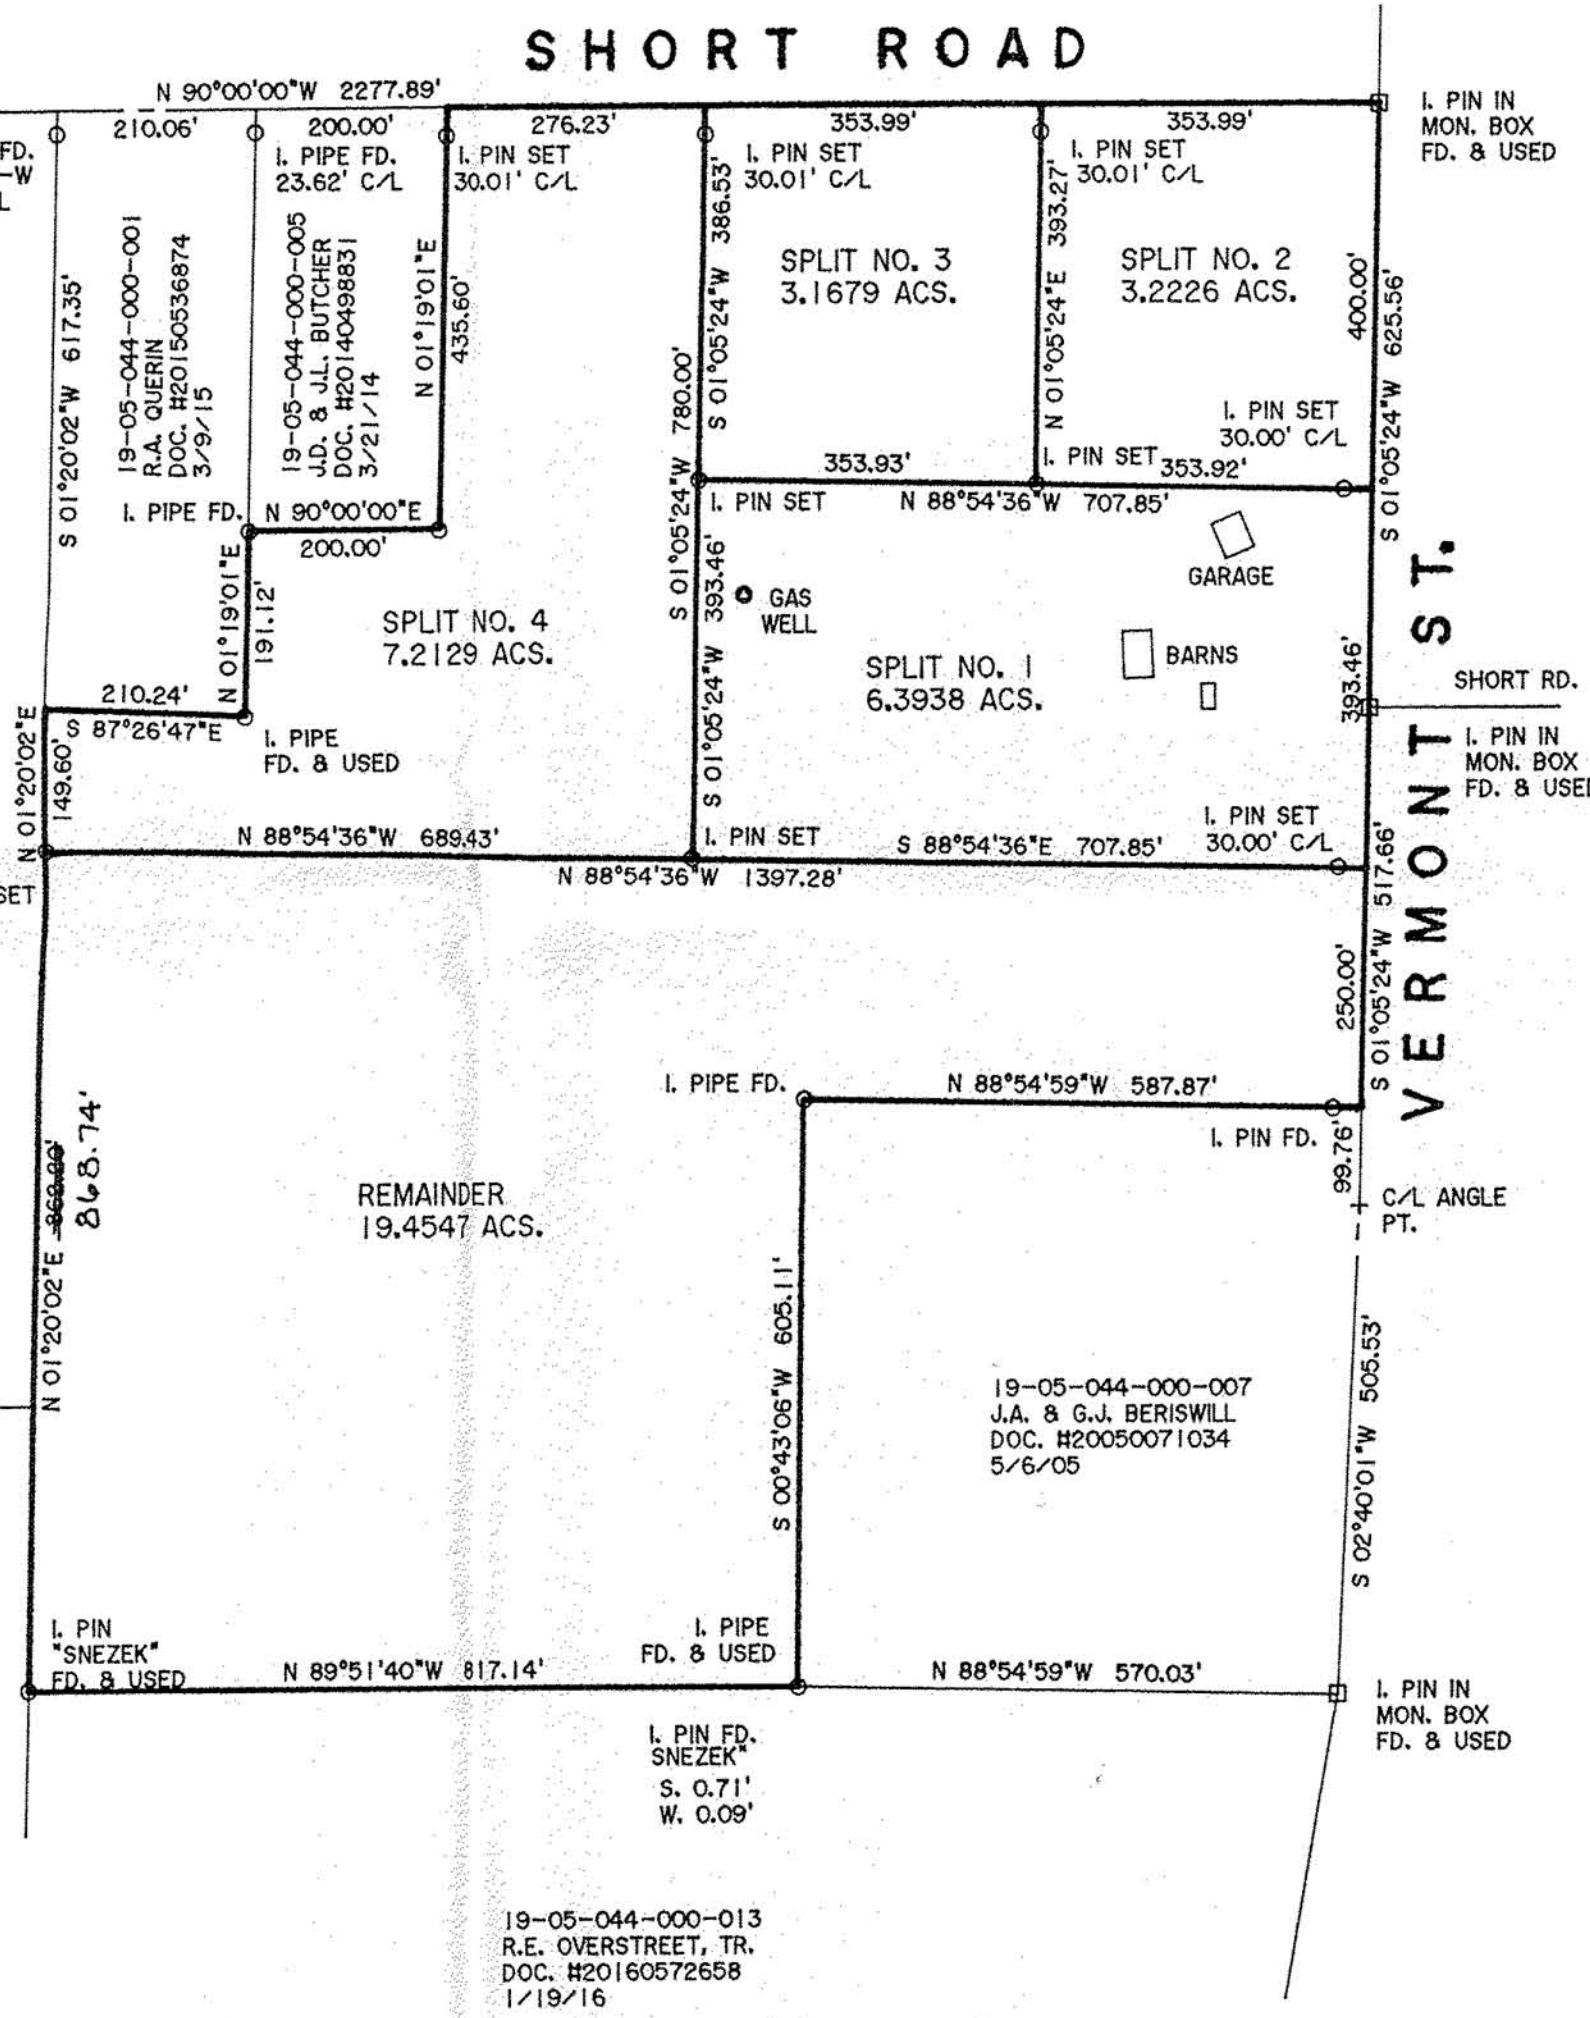 SHORT ROAD
N 90°00'00"W 2277.89'
210.06'
200.00'
276.23'
353.99'
353.99'
I. PIN IN
MON. BOX
FD. & USED
FD.
-W
L
I. PIPE FD.
23.62' C/L
I. PIN SET
30.01' C/L
I. PIN SET
30.01' C/L
I. PIN SET
30.01' C/L
S 01°20'02"W 617.35'
19-05-044-000-001
R.A. QUERIN
DOC. #20150536874
3/9/15
19-05-044-000-005
J.D. & J.L. BUTCHER
DOC. #20140498831
3/21/14
N 01°19'01"E
435.60'
S 01°05'24"W 386.53'
SPLIT NO. 3
3.1679 ACS.
N 01°05'24"E 393.27'
SPLIT NO. 2
3.2226 ACS.
400.00'
S 01°05'24"W 625.56'
I. PIN SET
30.00' C/L
353.93'
I. PIN SET
353.92'
I. PIPE FD.
N 90°00'00"E
200.00'
S 01°05'24"W 780.00'
I. PIN SET
N 88°54'36"W 707.85'
GARAGE
N 01°19'01"E
191.12'
SPLIT NO. 4
7.2129 ACS.
S 01°05'24"W 393.46'
GAS
WELL
BARNS
SPLIT NO. 1
6.3938 ACS.
393.46'
VERMONT ST.
SHORT RD.
I. PIN IN
MON. BOX
FD. & USED
210.24'
S 87°26'47"E
I. PIPE
FD. & USED
N 01°20'02"E
149.60'
N 88°54'36"W 689.43'
I. PIN SET
S 88°54'36"E 707.85'
I. PIN SET
30.00' C/L
N 88°54'36"W 1397.28'
SET
S 01°05'24"W 517.66'
250.00'
I. PIPE FD.
N 88°54'59"W 587.87'
I. PIN FD.
99.76'
C/L ANGLE
PT.
N 01°20'02"E
868.74'
REMAINDER
19.4547 ACS.
S 00°43'06"W 605.11'
19-05-044-000-007
J.A. & G.J. BERISWILL
DOC. #20050071034
5/6/05
S 02°40'01"W 505.53'
I. PIN
"SNEZEK"
FD. & USED
N 89°51'40"W 817.14'
I. PIPE
FD. & USED
N 88°54'59"W 570.03'
I. PIN IN
MON. BOX
FD. & USED
I. PIN FD.
SNEZEK"
S. 0.71'
W. 0.09'
19-05-044-000-013
R.E. OVERSTREET, TR.
DOC. #20160572658
1/19/16